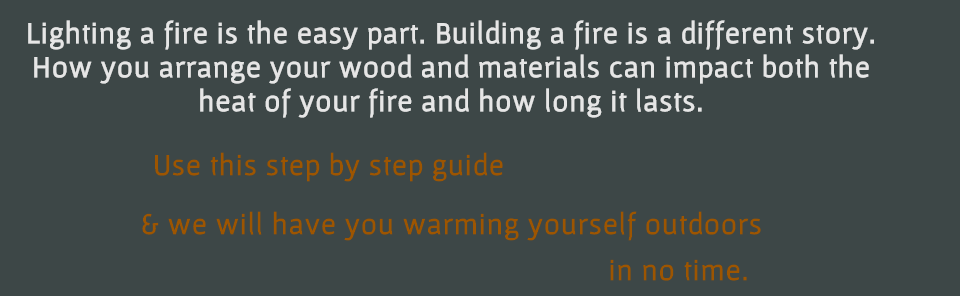 Lighting a fire is the easy part. Building a fire is a different story.
How you arrange your wood and materials can impact both the
heat of your fire and how long it lasts.
Use this step by step guide
& we will have you warming yourself outdoors
in no time.